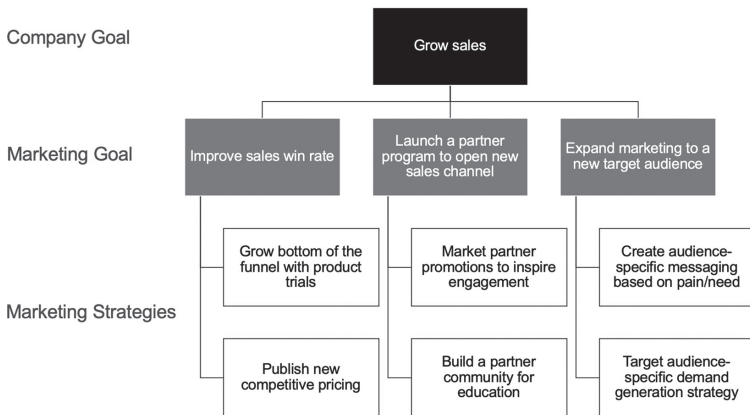 Company Goal
Grow sales
Marketing Goal
Improve sales win rate
Launch a partner
program to open new
sales channel
Expand marketing to a
new target audience
Marketing Strategies
Grow bottom of the
funnel with product
trials
Market partner
promotions to inspire
engagement
Create audience-
specific messaging
based on pain/need
Publish new
competitive pricing
Build a partner
community for
education
Target audience-
specific demand
generation strategy